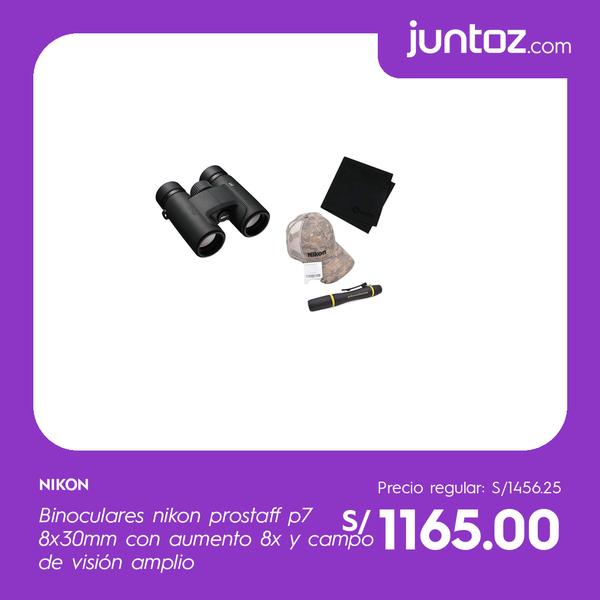 juntoz.com
Nikon
NIKON
Precio regular: S/1456.25
Binoculares nikon prostaff p7
8x30mm con aumento 8x y campo
de visión amplio
S/1165.00